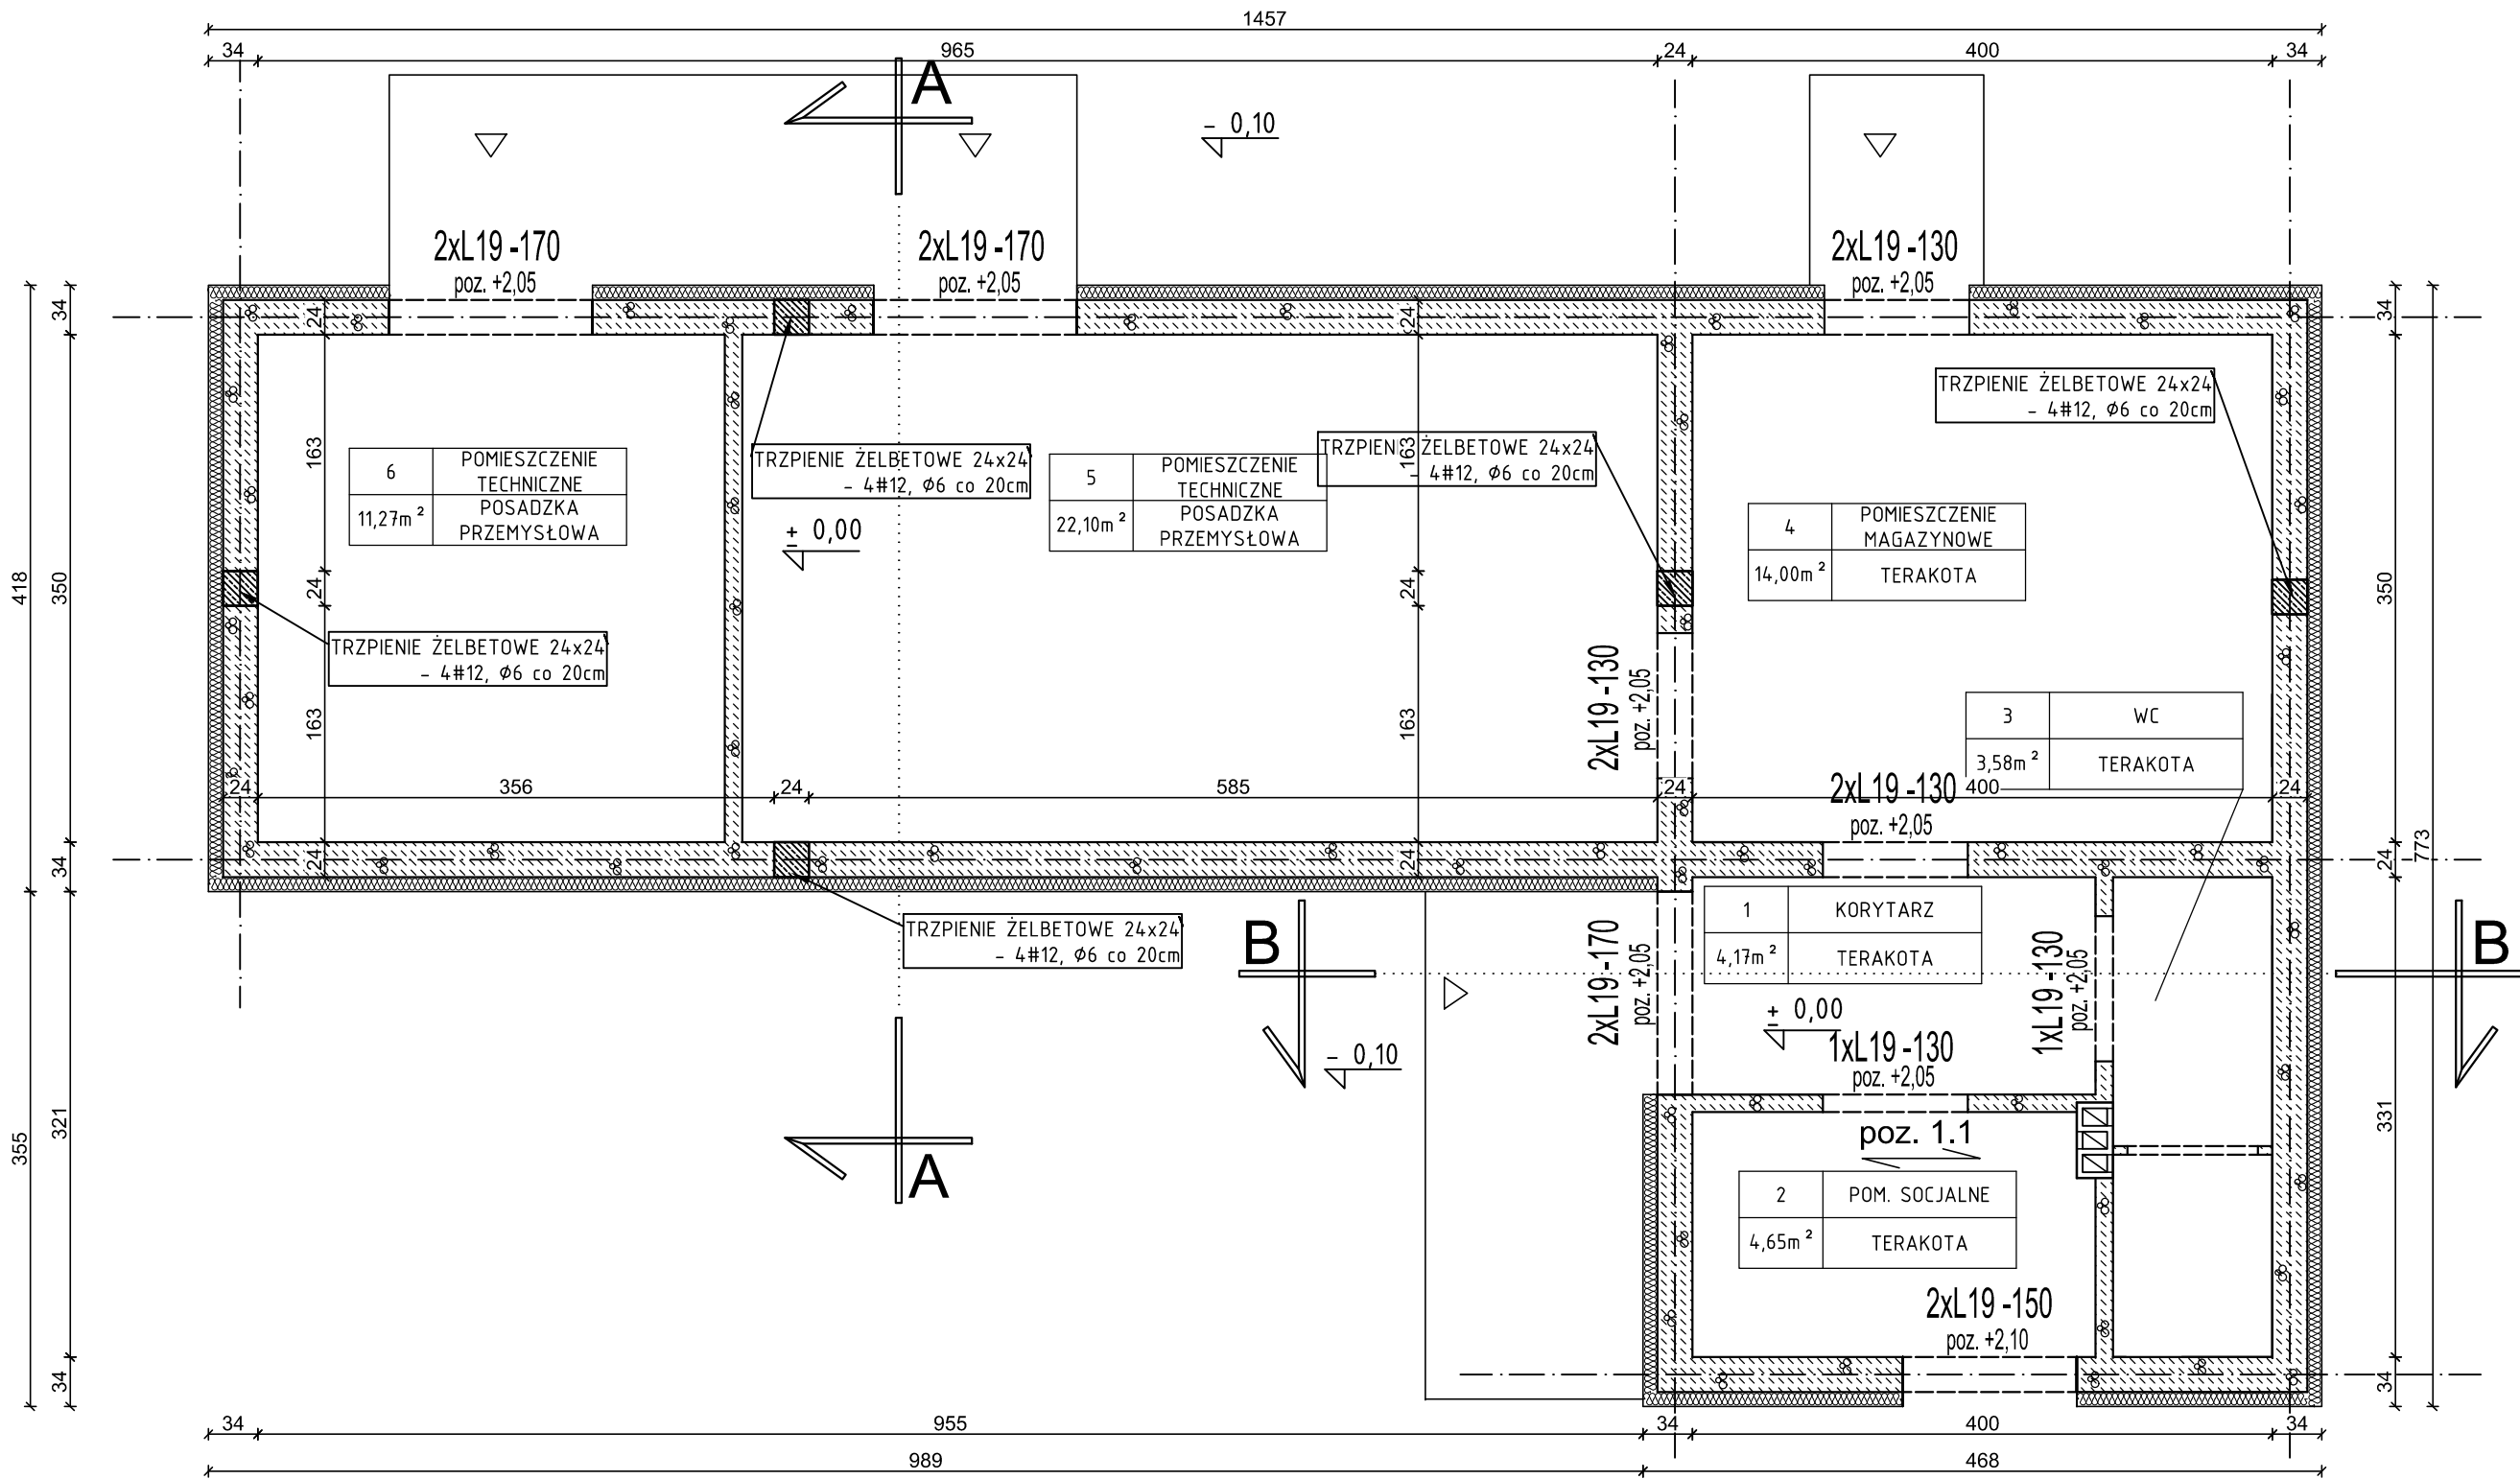 1457
34 965 24 400 34
A
- 0,10
2xL19 -170
poz. +2,05
2xL19 -170
poz. +2,05
2xL19 -130
poz. +2,05
34
24
24
34
TRZPIENIE ŻELBETOWE 24x24
- 4#12, Φ6 co 20cm
163
6
POMIESZCZENIE
TECHNICZNE
11,27m²
POSADZKA
PRZEMYSŁOWA
TRZPIENIE ŻELBETOWE 24x24
- 4#12, Φ6 co 20cm
5
POMIESZCZENIE
TECHNICZNE
22,10m²
POSADZKA
PRZEMYSŁOWA
163
TRZPIENIE ŻELBETOWE 24x24
- 4#12, Φ6 co 20cm
4
POMIESZCZENIE
MAGAZYNOWE
14,00m²
TERAKOTA
± 0,00
418
350
24
24
350
TRZPIENIE ŻELBETOWE 24x24
- 4#12, Φ6 co 20cm
163
163
2xL19 -130
poz. +2,05
3
WC
3,58m²
TERAKOTA
24 356 24 585 24 400 24
2xL19 -130
poz. +2,05
34
24
24
24
773
TRZPIENIE ŻELBETOWE 24x24
- 4#12, Φ6 co 20cm
B
2xL19 -170
poz. +2,05
1
KORYTARZ
4,17m²
TERAKOTA
1xL19 -130
poz. +2,05
B
± 0,00
- 0,10
1xL19 -130
poz. +2,05
355
321
331
A
poz. 1.1
2
POM. SOCJALNE
4,65m²
TERAKOTA
2xL19 -150
poz. +2,10
34
34
34 955 34 400 34
989 468